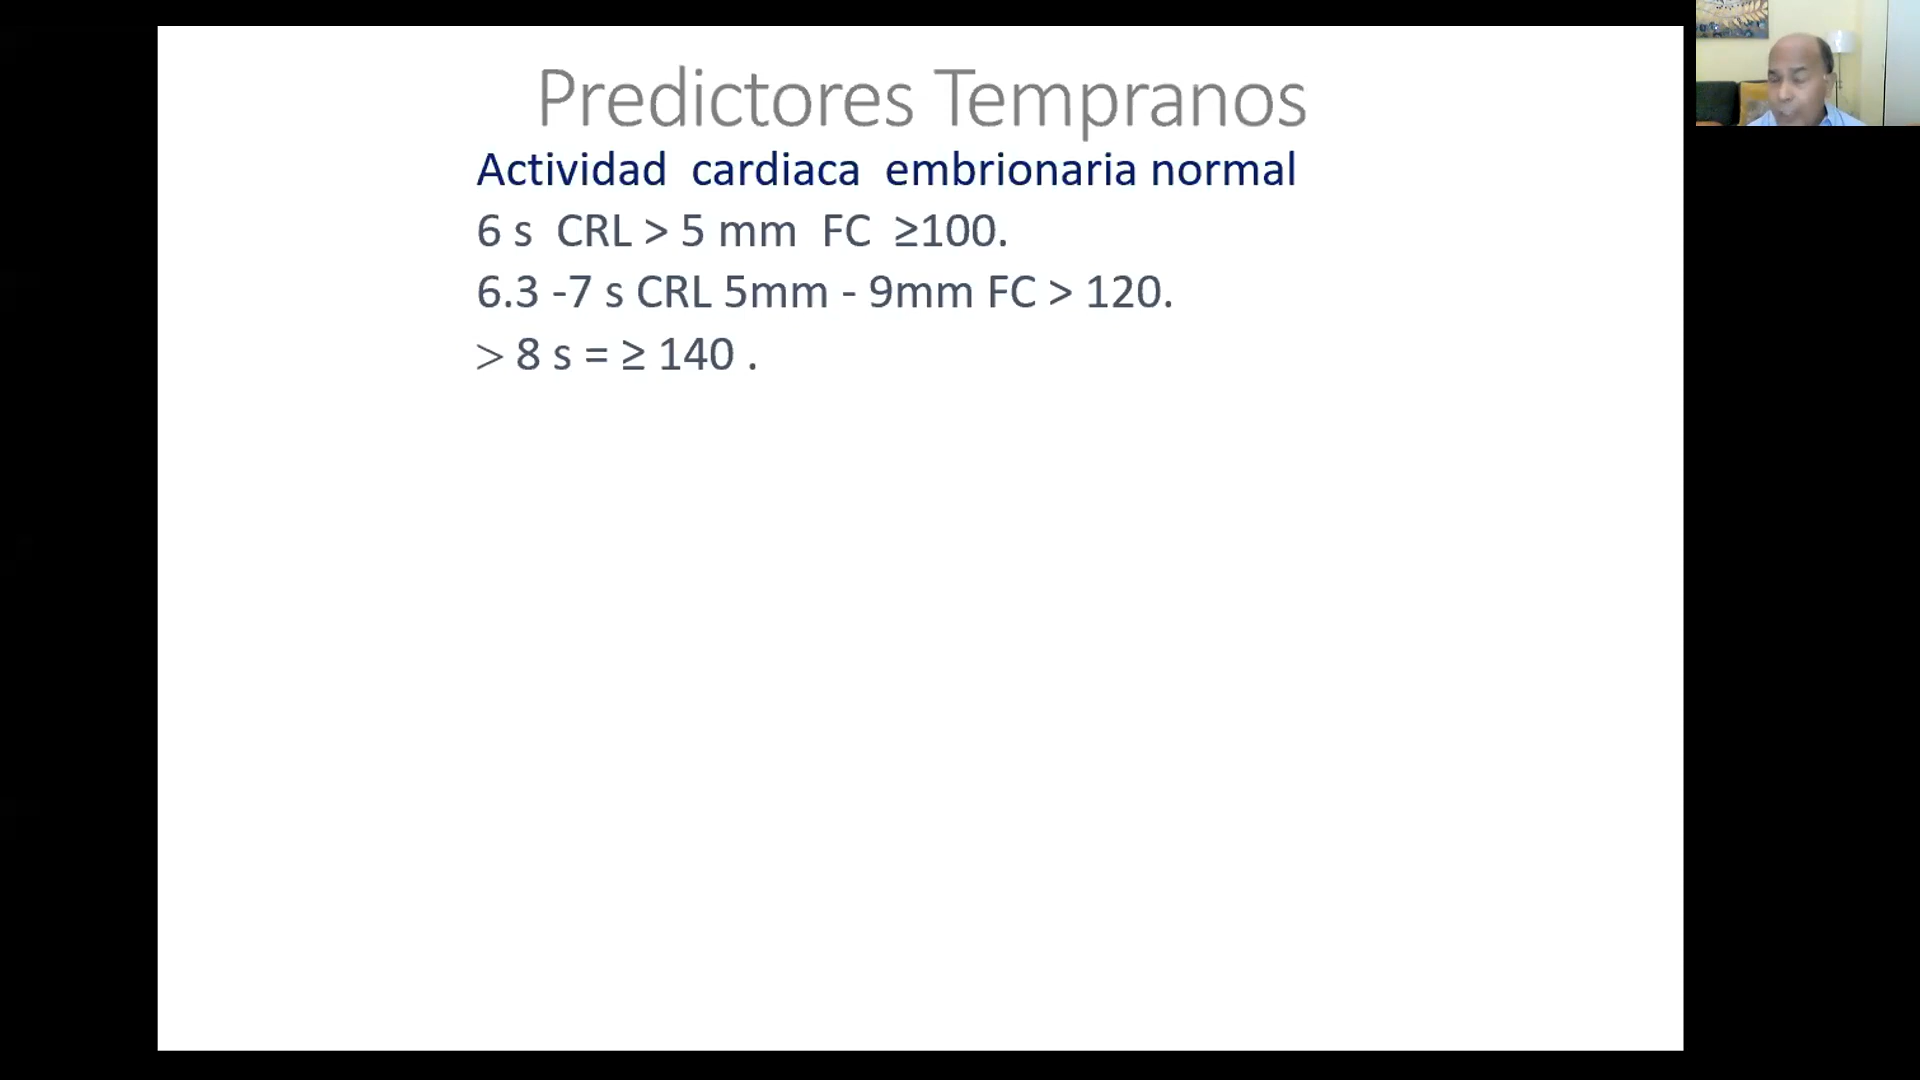 Predictores Tempranos
Actividad cardiaca embrionaria normal
6 s CRL > 5 mm FC ≥100.
6.3 -7 s CRL 5mm - 9mm FC > 120.
> 8 s = ≥ 140 .